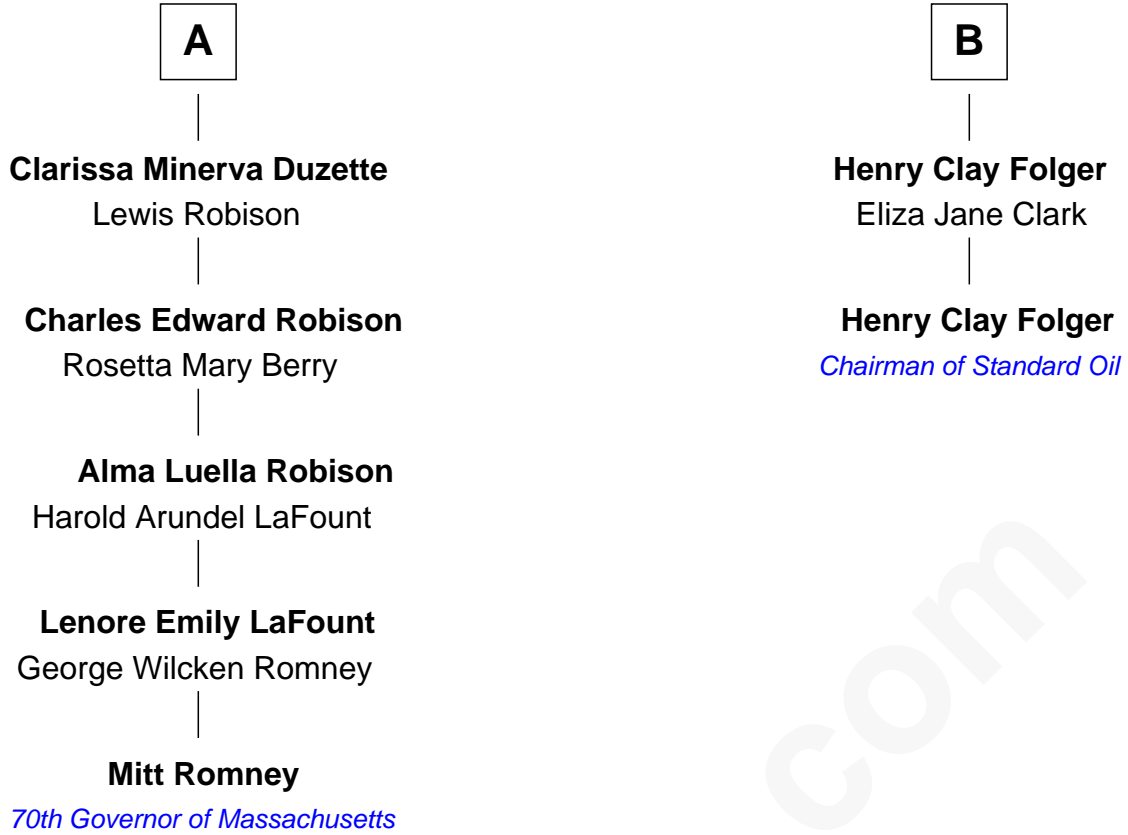 A
Clarissa Minerva Duzette
Lewis Robison
Charles Edward Robison
Rosetta Mary Berry
Alma Luella Robison
Harold Arundel LaFount
Lenore Emily LaFount
George Wilcken Romney
Mitt Romney
70th Governor of Massachusetts
B
Henry Clay Folger
Eliza Jane Clark
Henry Clay Folger
Chairman of Standard Oil
com